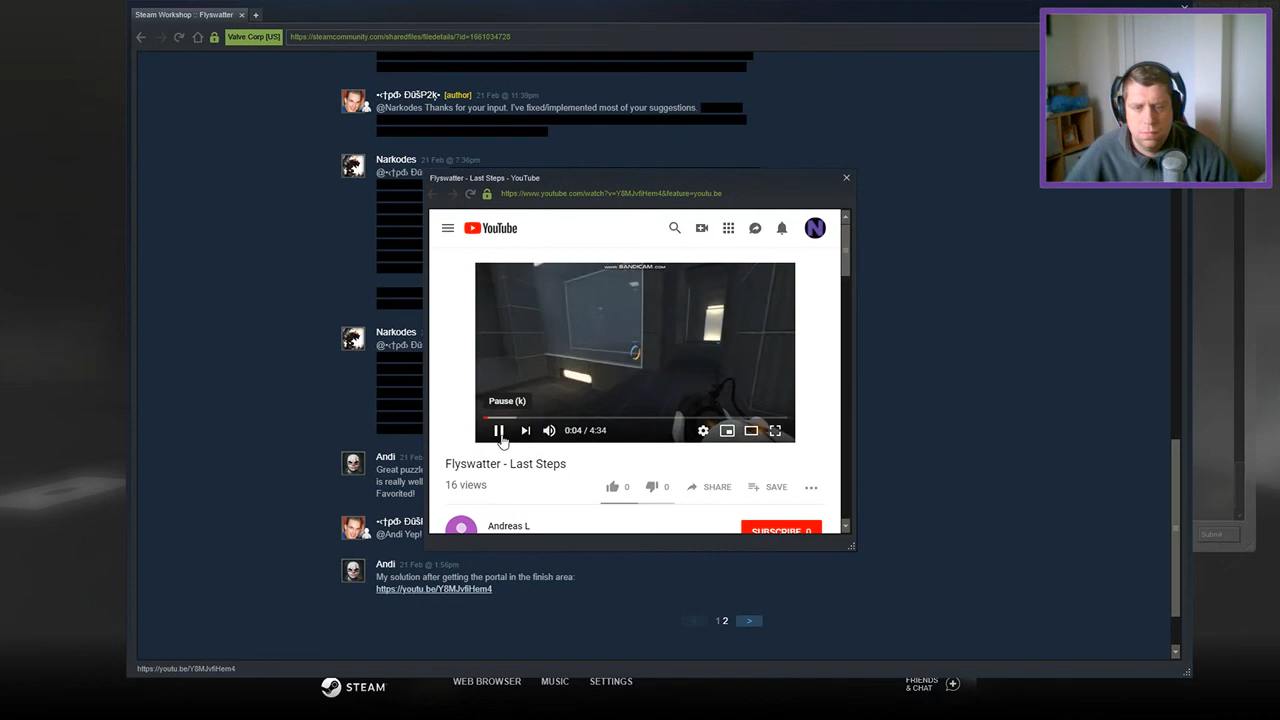 Steam Workshop :: Flyswatter
Valve Corp [US]
https://steamcommunity.com/sharedfiles/filedetails/?id=1661034728
[author] 21 Feb @ 11:39pm
@Narkodes Thanks for your input. I've fixed/implemented most of your suggestions.
Narkodes 21 Feb @ 7:36pm
Flyswatter - Last Steps - YouTube
https://www.youtube.com/watch?v=Y8MJvfiHem4&feature=youtu.be
YouTube
N
www.BANDICAM.com
Pause (k)
0:04 / 4:34
Flyswatter - Last Steps
16 views
0
0
SHARE
SAVE
Andreas L
SUBSCRIBE 0
Narkodes
Andi 21 Feb
Great puzzle
is really well
Favorited!
@Andi Yep!
Andi 21 Feb @ 1:56pm
My solution after getting the portal in the finish area:
https://youtu.be/Y8MJvfiHem4
1 2 >
Submit
https://youtu.be/Y8MJvfiHem4
STEAM
WEB BROWSER
MUSIC
SETTINGS
FRIENDS
& CHAT